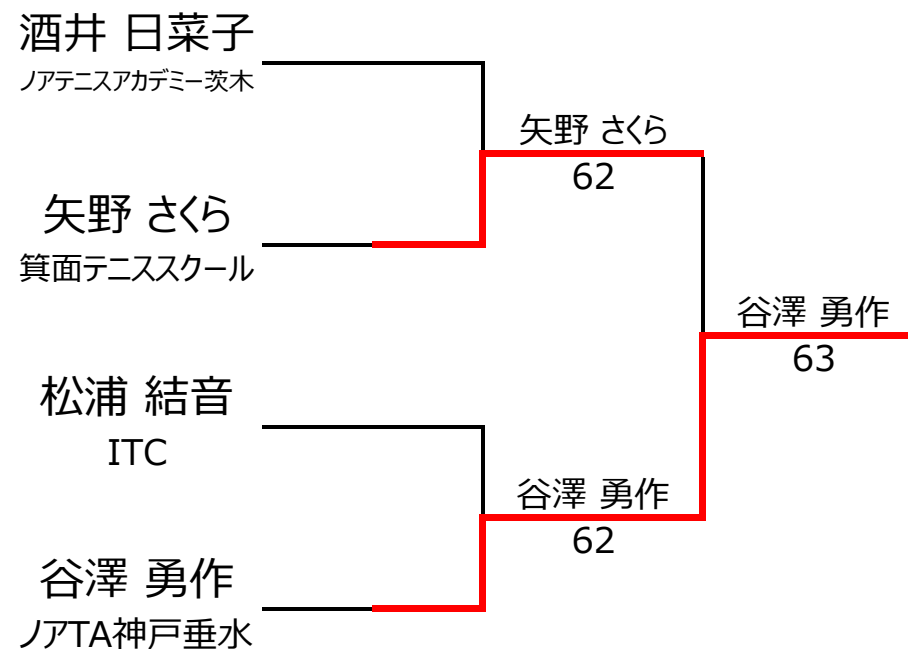 酒井 日菜子
ノアテニスアカデミー茨木
矢野 さくら
62
矢野 さくら
箕面テニススクール
谷澤 勇作
63
松浦 結音
ITC
谷澤 勇作
62
谷澤 勇作
ノアTA神戸垂水